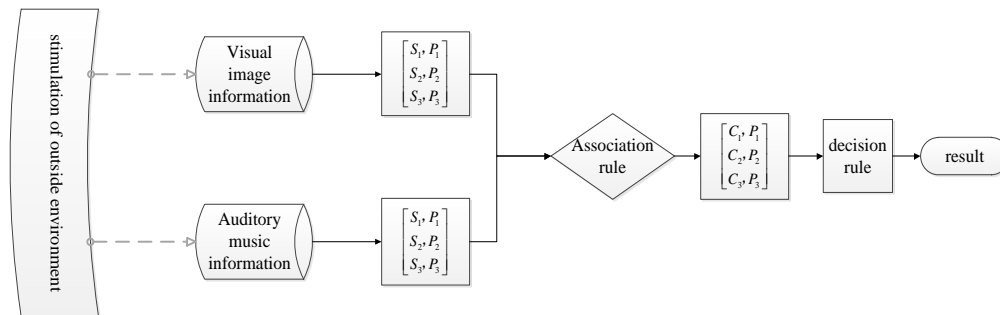 stimulation of outside environment
Visual
image
information
S₁, P₁
S₂, P₂
S₃, P₃
Auditory
music
information
S₁, P₁
S₂, P₂
S₃, P₃
Association
rule
C₁, P₁
C₂, P₂
C₃, P₃
decision
rule
result